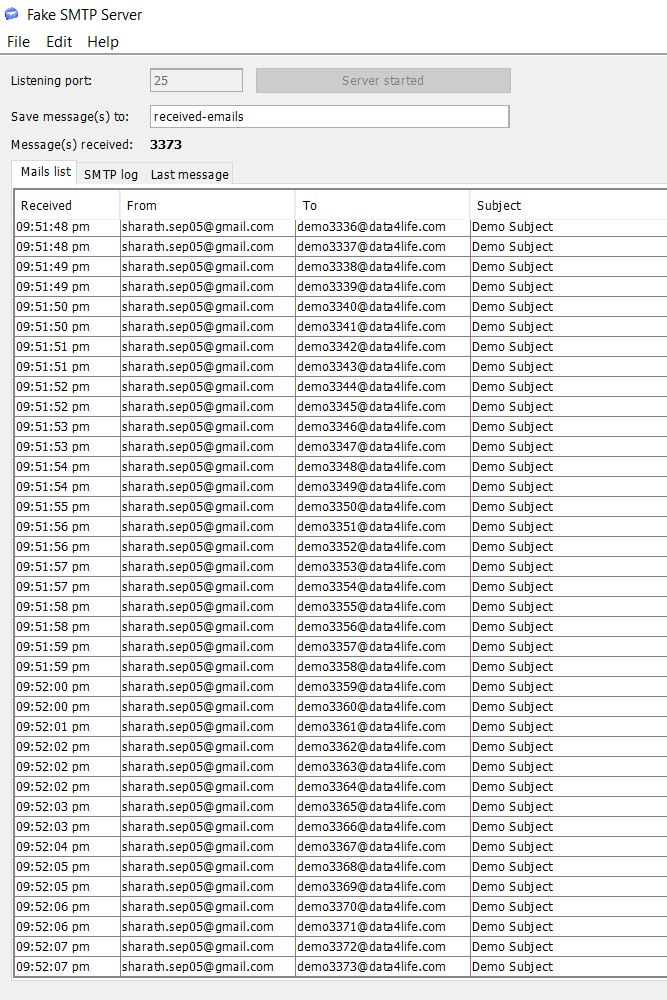 Fake SMTP Server
File Edit Help
Listening port: 25 Server started
Save message(s) to: received-emails
Message(s) received: 3373
Mails list SMTP log Last message
Received From To Subject
09:51:48 pm sharath.sep05@gmail.com demo3336@data4life.com Demo Subject
09:51:48 pm sharath.sep05@gmail.com demo3337@data4life.com Demo Subject
09:51:49 pm sharath.sep05@gmail.com demo3338@data4life.com Demo Subject
09:51:49 pm sharath.sep05@gmail.com demo3339@data4life.com Demo Subject
09:51:50 pm sharath.sep05@gmail.com demo3340@data4life.com Demo Subject
09:51:50 pm sharath.sep05@gmail.com demo3341@data4life.com Demo Subject
09:51:51 pm sharath.sep05@gmail.com demo3342@data4life.com Demo Subject
09:51:51 pm sharath.sep05@gmail.com demo3343@data4life.com Demo Subject
09:51:52 pm sharath.sep05@gmail.com demo3344@data4life.com Demo Subject
09:51:52 pm sharath.sep05@gmail.com demo3345@data4life.com Demo Subject
09:51:53 pm sharath.sep05@gmail.com demo3346@data4life.com Demo Subject
09:51:53 pm sharath.sep05@gmail.com demo3347@data4life.com Demo Subject
09:51:54 pm sharath.sep05@gmail.com demo3348@data4life.com Demo Subject
09:51:54 pm sharath.sep05@gmail.com demo3349@data4life.com Demo Subject
09:51:55 pm sharath.sep05@gmail.com demo3350@data4life.com Demo Subject
09:51:56 pm sharath.sep05@gmail.com demo3351@data4life.com Demo Subject
09:51:56 pm sharath.sep05@gmail.com demo3352@data4life.com Demo Subject
09:51:57 pm sharath.sep05@gmail.com demo3353@data4life.com Demo Subject
09:51:57 pm sharath.sep05@gmail.com demo3354@data4life.com Demo Subject
09:51:58 pm sharath.sep05@gmail.com demo3355@data4life.com Demo Subject
09:51:58 pm sharath.sep05@gmail.com demo3356@data4life.com Demo Subject
09:51:59 pm sharath.sep05@gmail.com demo3357@data4life.com Demo Subject
09:51:59 pm sharath.sep05@gmail.com demo3358@data4life.com Demo Subject
09:52:00 pm sharath.sep05@gmail.com demo3359@data4life.com Demo Subject
09:52:00 pm sharath.sep05@gmail.com demo3360@data4life.com Demo Subject
09:52:01 pm sharath.sep05@gmail.com demo3361@data4life.com Demo Subject
09:52:02 pm sharath.sep05@gmail.com demo3362@data4life.com Demo Subject
09:52:02 pm sharath.sep05@gmail.com demo3363@data4life.com Demo Subject
09:52:02 pm sharath.sep05@gmail.com demo3364@data4life.com Demo Subject
09:52:03 pm sharath.sep05@gmail.com demo3365@data4life.com Demo Subject
09:52:03 pm sharath.sep05@gmail.com demo3366@data4life.com Demo Subject
09:52:04 pm sharath.sep05@gmail.com demo3367@data4life.com Demo Subject
09:52:05 pm sharath.sep05@gmail.com demo3368@data4life.com Demo Subject
09:52:05 pm sharath.sep05@gmail.com demo3369@data4life.com Demo Subject
09:52:06 pm sharath.sep05@gmail.com demo3370@data4life.com Demo Subject
09:52:06 pm sharath.sep05@gmail.com demo3371@data4life.com Demo Subject
09:52:07 pm sharath.sep05@gmail.com demo3372@data4life.com Demo Subject
09:52:07 pm sharath.sep05@gmail.com demo3373@data4life.com Demo Subject